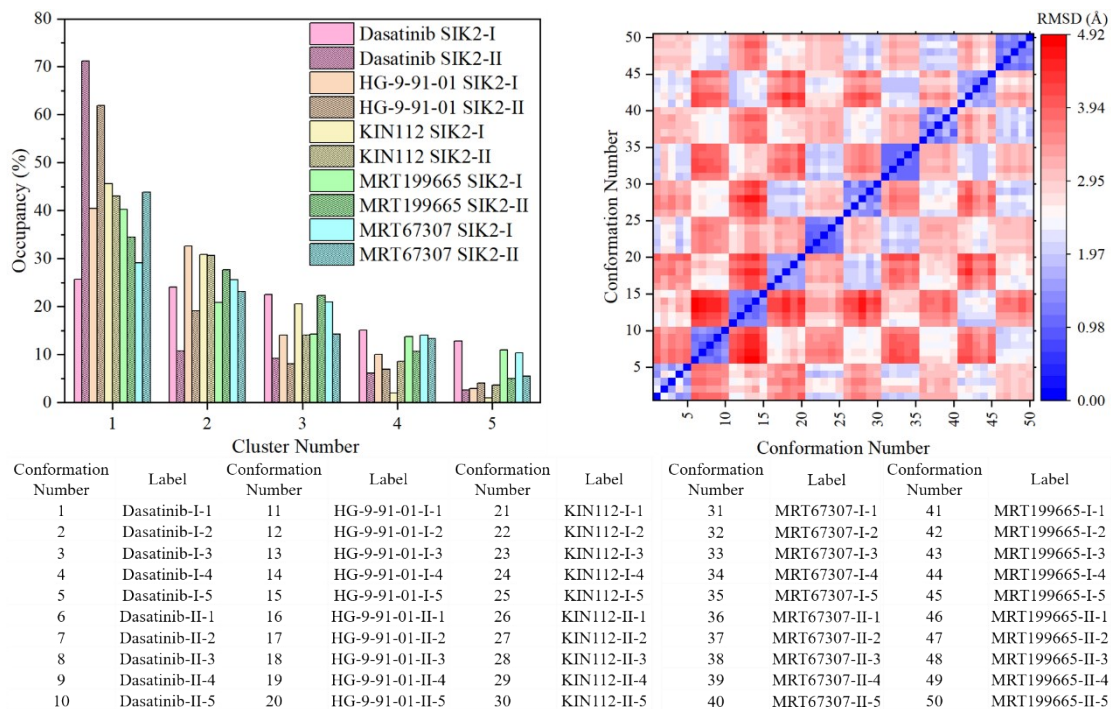 80
70
60
50
40
30
20
10
0
Occupancy (%)
1 2 3 4 5
Cluster Number
Dasatinib SIK2-I
Dasatinib SIK2-II
HG-9-91-01 SIK2-I
HG-9-91-01 SIK2-II
KIN112 SIK2-I
KIN112 SIK2-II
MRT199665 SIK2-I
MRT199665 SIK2-II
MRT67307 SIK2-I
MRT67307 SIK2-II
50
45
40
35
30
25
20
15
10
5
Conformation Number
5 10 15 20 25 30 35 40 45 50
Conformation Number
RMSD (Å)
4.92
3.94
2.95
1.97
0.98
0.00
Conformation Number Label Conformation Number Label Conformation Number Label Conformation Number Label Conformation Number Label
1 Dasatinib-I-1 11 HG-9-91-01-I-1 21 KIN112-I-1 31 MRT67307-I-1 41 MRT199665-I-1
2 Dasatinib-I-2 12 HG-9-91-01-I-2 22 KIN112-I-2 32 MRT67307-I-2 42 MRT199665-I-2
3 Dasatinib-I-3 13 HG-9-91-01-I-3 23 KIN112-I-3 33 MRT67307-I-3 43 MRT199665-I-3
4 Dasatinib-I-4 14 HG-9-91-01-I-4 24 KIN112-I-4 34 MRT67307-I-4 44 MRT199665-I-4
5 Dasatinib-I-5 15 HG-9-91-01-I-5 25 KIN112-I-5 35 MRT67307-I-5 45 MRT199665-I-5
6 Dasatinib-II-1 16 HG-9-91-01-II-1 26 KIN112-II-1 36 MRT67307-II-1 46 MRT199665-II-1
7 Dasatinib-II-2 17 HG-9-91-01-II-2 27 KIN112-II-2 37 MRT67307-II-2 47 MRT199665-II-2
8 Dasatinib-II-3 18 HG-9-91-01-II-3 28 KIN112-II-3 38 MRT67307-II-3 48 MRT199665-II-3
9 Dasatinib-II-4 19 HG-9-91-01-II-4 29 KIN112-II-4 39 MRT67307-II-4 49 MRT199665-II-4
10 Dasatinib-II-5 20 HG-9-91-01-II-5 30 KIN112-II-5 40 MRT67307-II-5 50 MRT199665-II-5